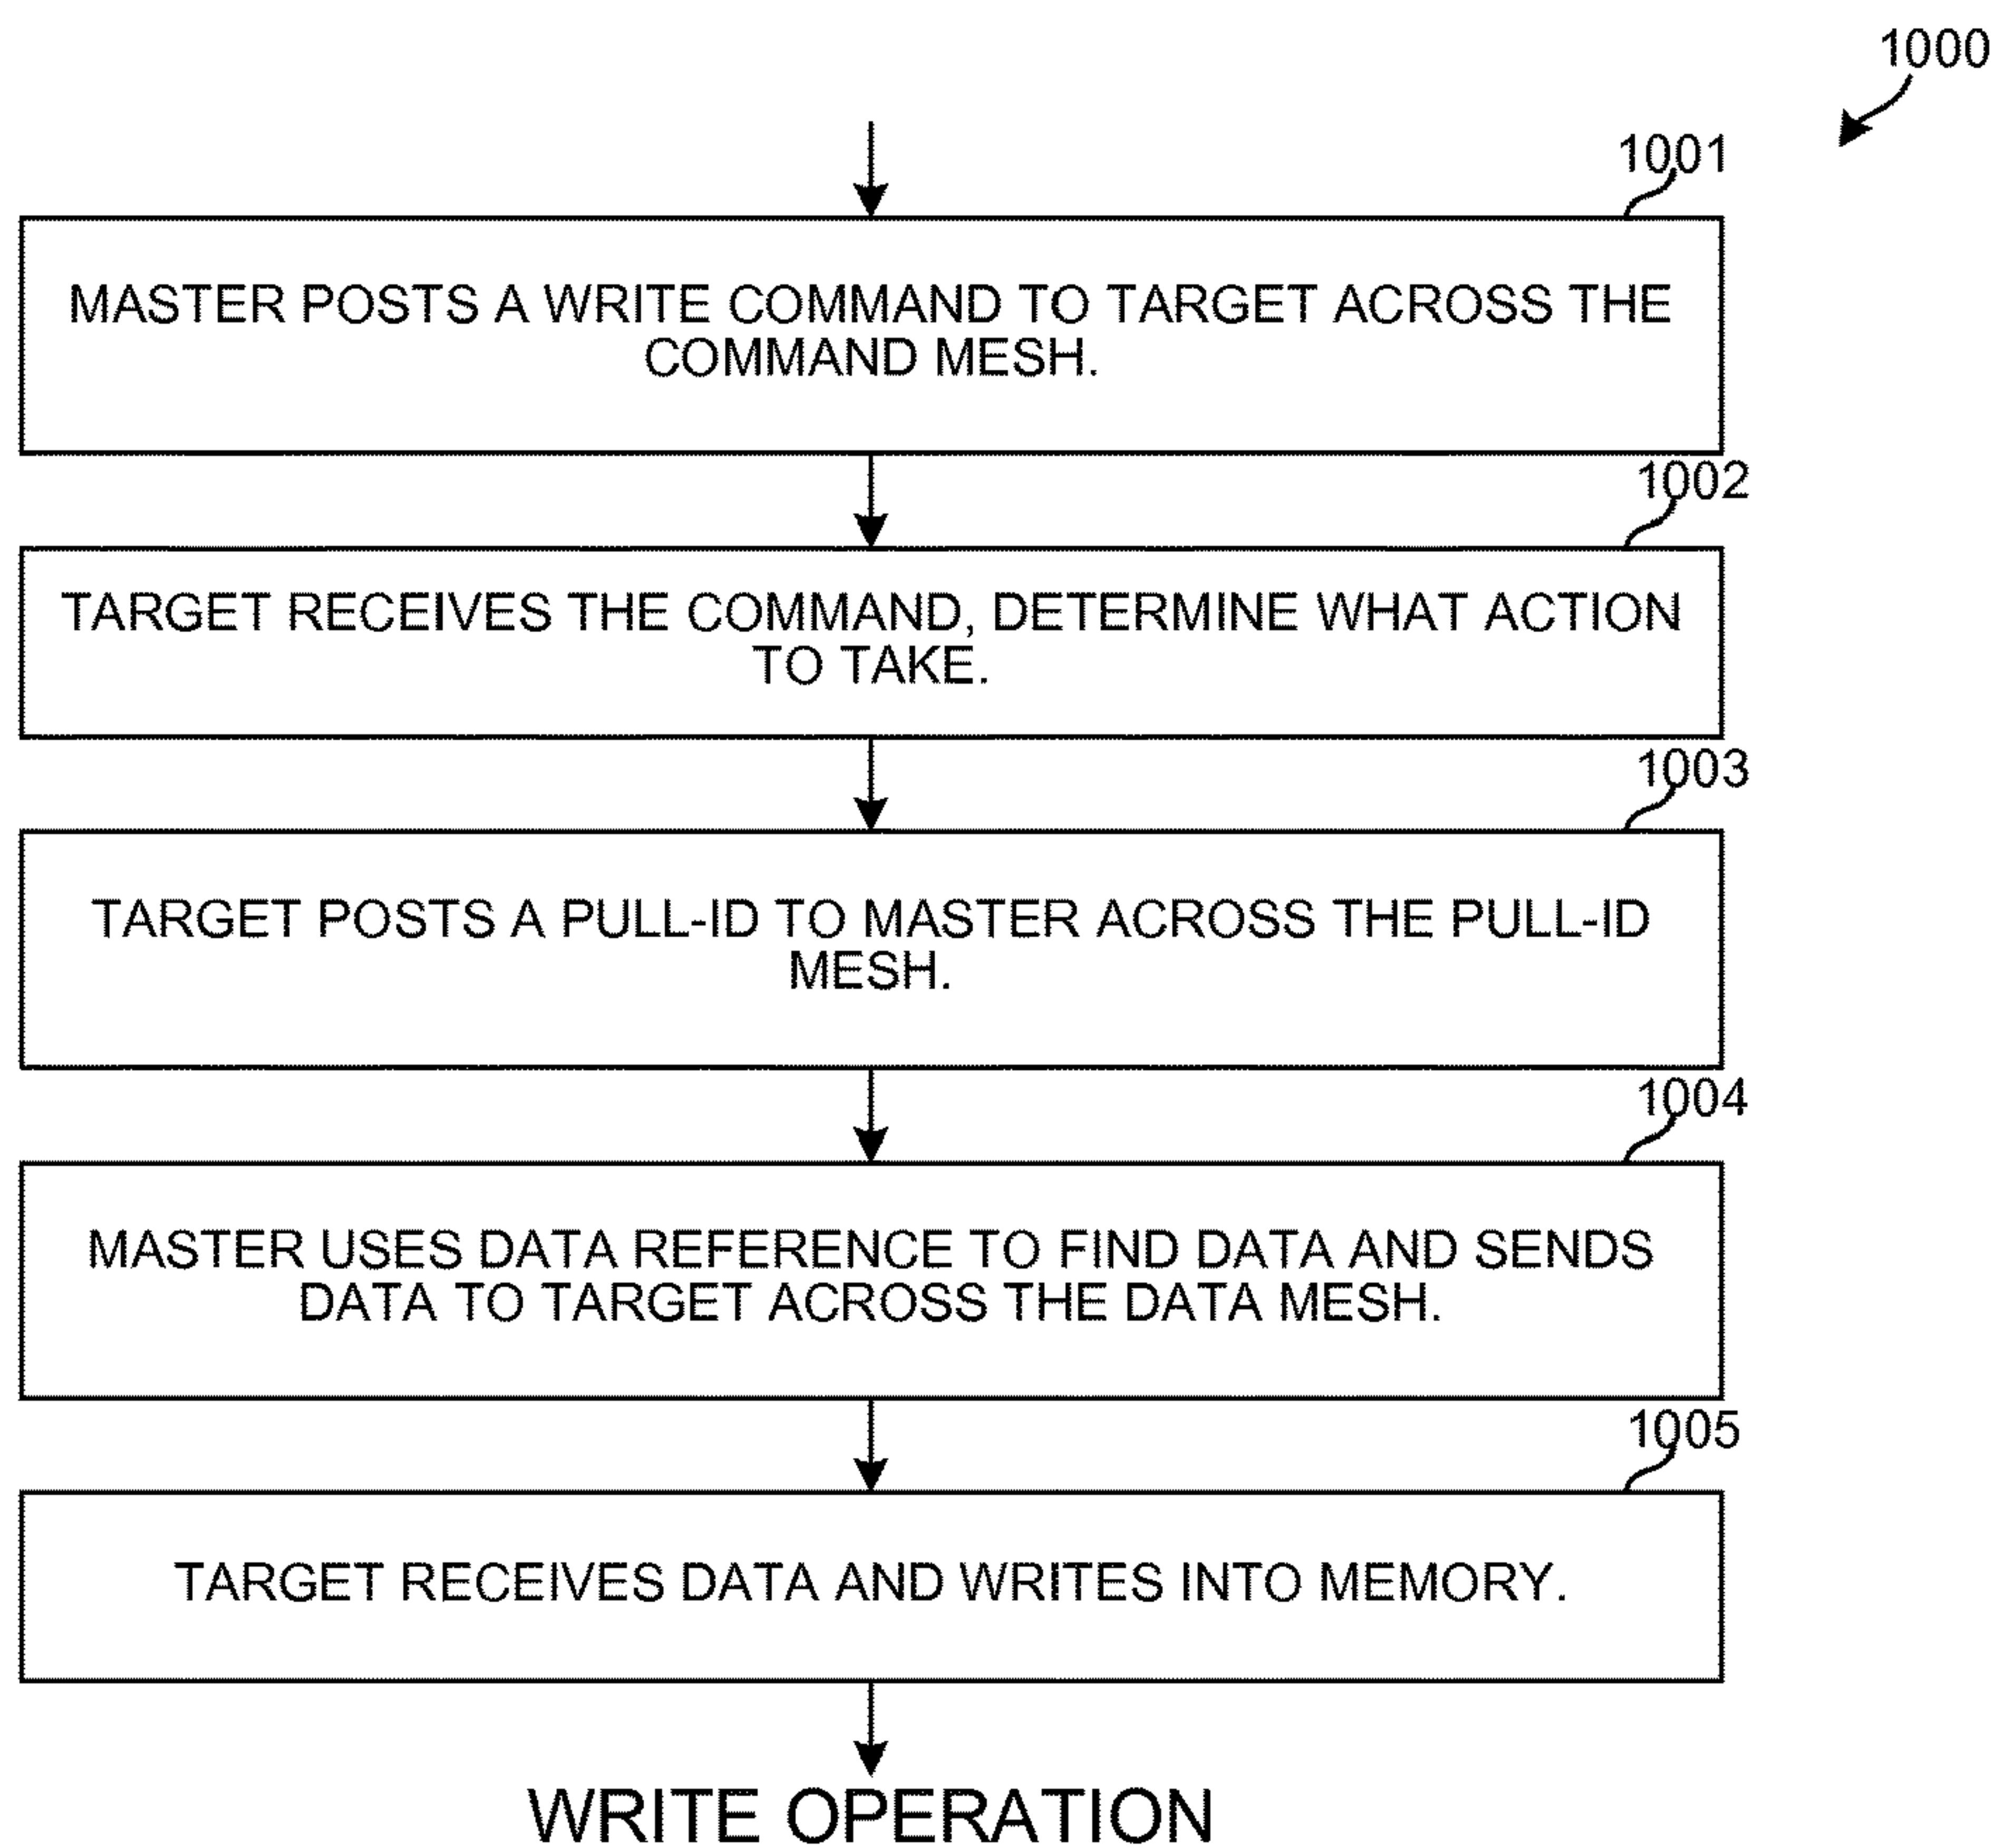 1000
1001
MASTER POSTS A WRITE COMMAND TO TARGET ACROSS THE
COMMAND MESH.
1002
TARGET RECEIVES THE COMMAND, DETERMINE WHAT ACTION
TO TAKE.
1003
TARGET POSTS A PULL-ID TO MASTER ACROSS THE PULL-ID
MESH.
1004
MASTER USES DATA REFERENCE TO FIND DATA AND SENDS
DATA TO TARGET ACROSS THE DATA MESH.
1005
TARGET RECEIVES DATA AND WRITES INTO MEMORY.
WRITE OPERATION